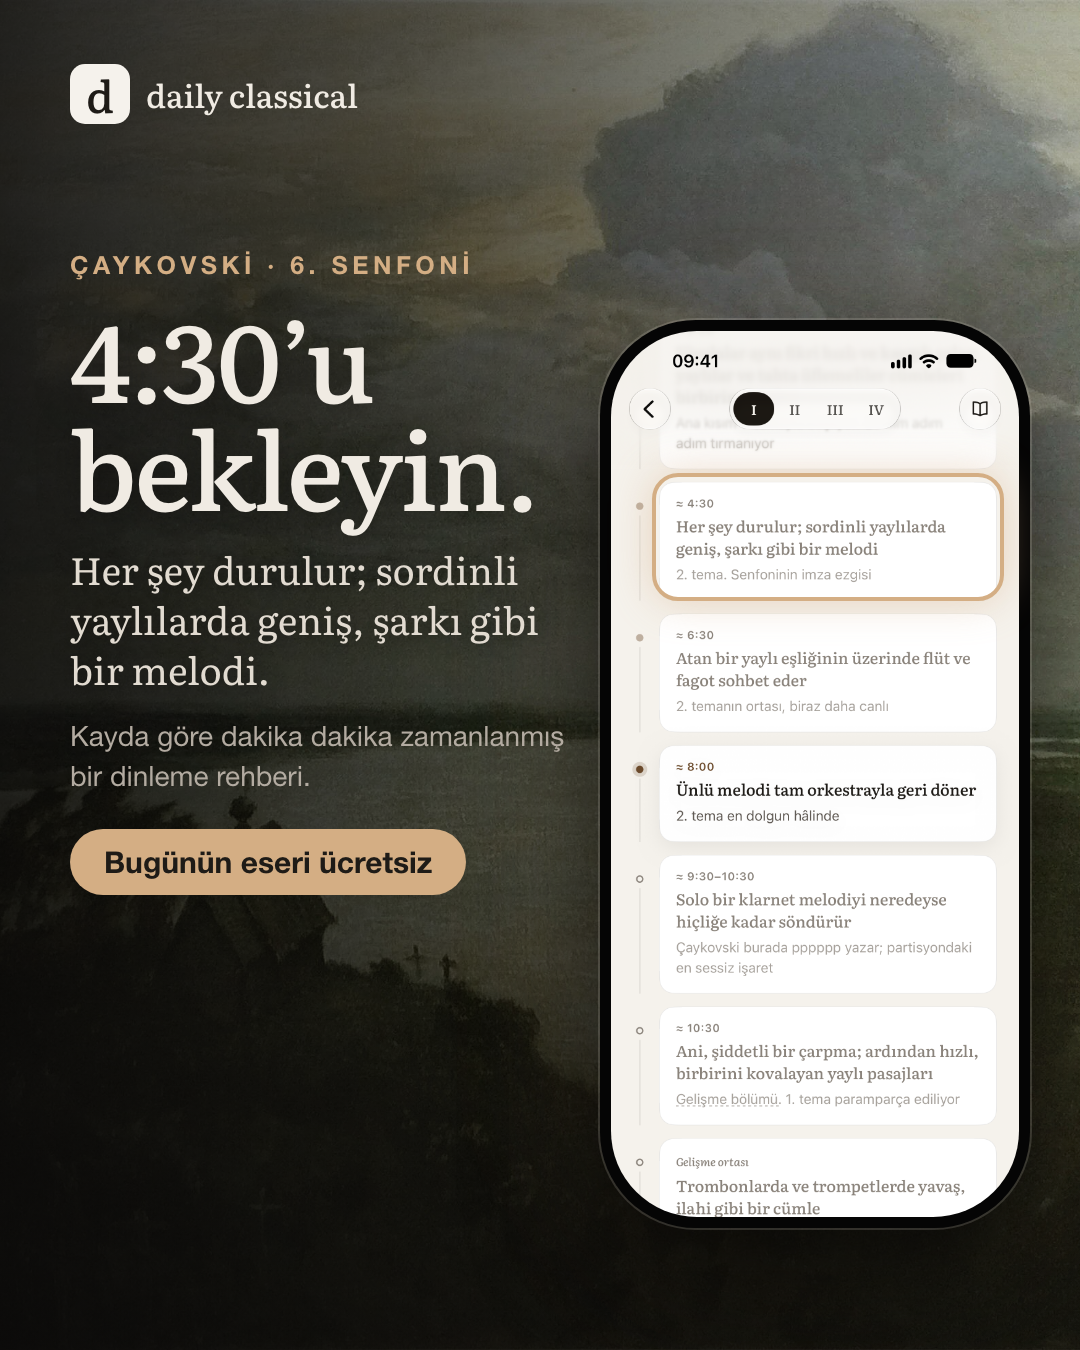 d daily classical
ÇAYKOVSKİ · 6. SENFONİ
4:30’u
bekleyin.
Her şey durulur; sordinli
yaylılarda geniş, şarkı gibi
bir melodi.
Kayda göre dakika dakika zamanlanmış
bir dinleme rehberi.
Bugünün eseri ücretsiz
09:41
I II III IV
adım
adım tırmanıyor
≈ 4:30
Her şey durulur; sordinli yaylılarda
geniş, şarkı gibi bir melodi
2. tema. Senfoninin imza ezgisi
≈ 6:30
Atan bir yaylı eşliğinin üzerinde flüt ve
fagot sohbet eder
2. temanın ortası, biraz daha canlı
≈ 8:00
Ünlü melodi tam orkestrayla geri döner
2. tema en dolgun hâlinde
≈ 9:30–10:30
Solo bir klarnet melodiyi neredeyse
hiçliğe kadar söndürür
Çaykovski burada pppppp yazar; partisyondaki
en sessiz işaret
≈ 10:30
Ani, şiddetli bir çarpma; ardından hızlı,
birbirini kovalayan yaylı pasajları
Gelişme bölümü. 1. tema paramparça ediliyor
Gelişme ortası
Trombonlarda ve trompetlerde yavaş,
ilahi gibi bir cümle